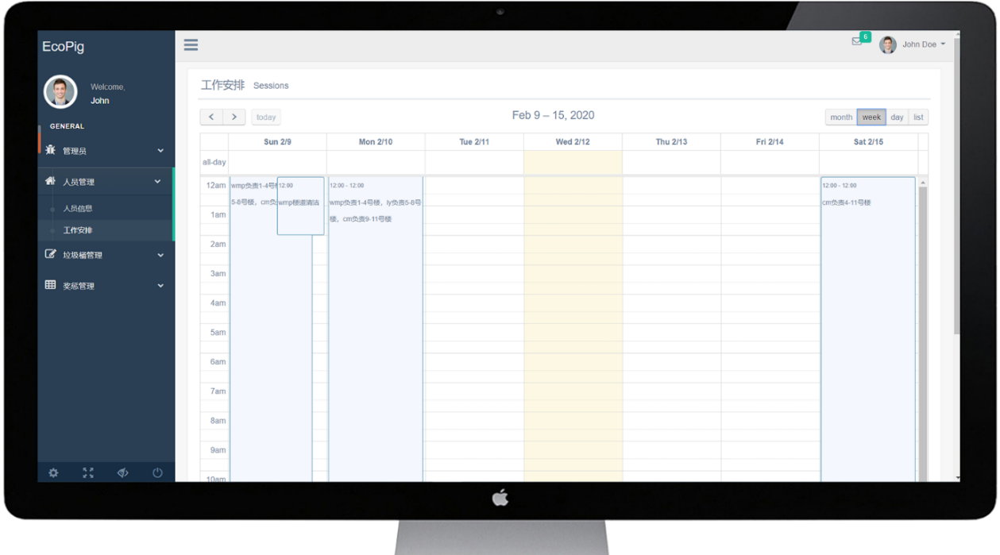 EcoPig
6
John Doe
Welcome,
John
GENERAL
管理员
人员管理
人员信息
工作安排
垃圾桶管理
奖惩管理
工作安排 Sessions
today
Feb 9 – 15, 2020
month week day list
Sun 2/9 Mon 2/10 Tue 2/11 Wed 2/12 Thu 2/13 Fri 2/14 Sat 2/15
all-day
12am
wmp负责1-4号
5-8号楼，cm负
12:00
wmp楼道清洁
12:00 - 12:00
wmp负责1-4号楼，ly负责5-8号
楼，cm负责9-11号楼
12:00 - 12:00
cm负责4-11号楼
1am
2am
3am
4am
5am
6am
7am
8am
9am
10am